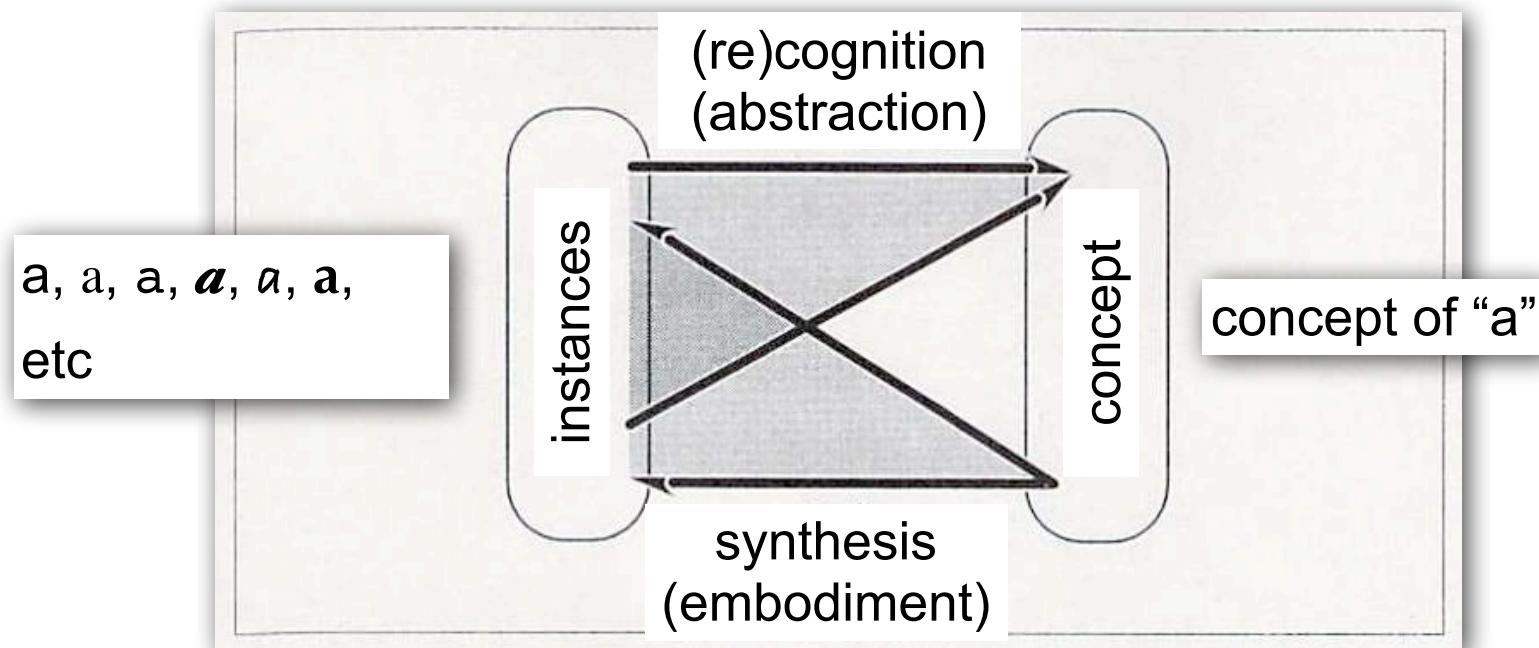 (re)cognition
(abstraction)
a, a, a, a, a, a,
etc
instances
concept
concept of “a”
synthesis
(embodiment)